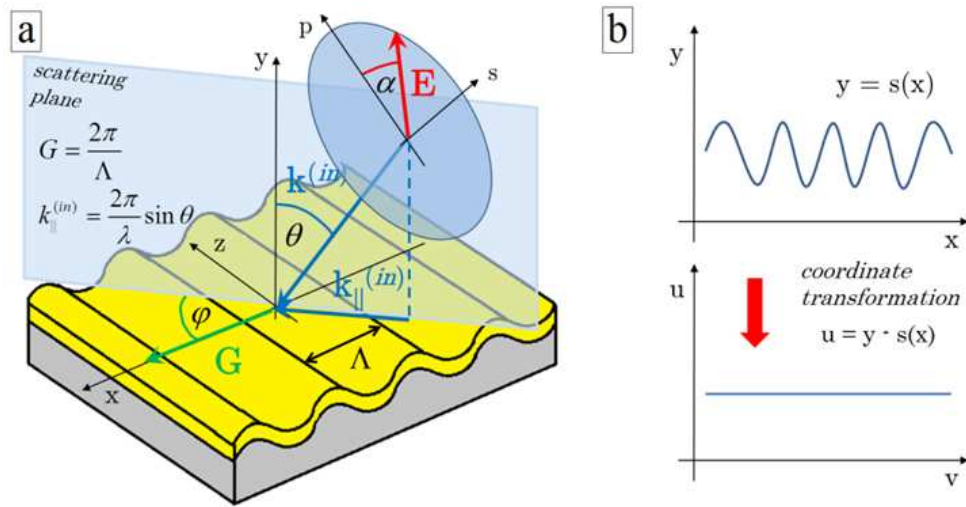 a
scattering
plane
G = 2π/Λ
k∥^(in) = 2π/λ sin θ
y
p
s
α
E
k^(in)
θ
z
k∥^(in)
φ
G
Λ
x
b
y
y = s(x)
x
u
coordinate
transformation
u = y - s(x)
v